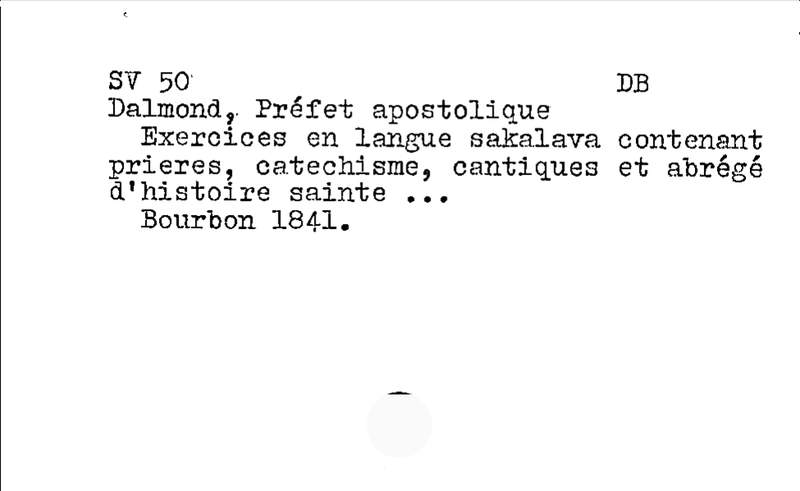 SV 50 DB
Dalmond, Préfet apostolique
Exercices en langue sakalava contenant
prieres, catechisme, cantiques et abrégé
d'histoire sainte ...
Bourbon 1841.